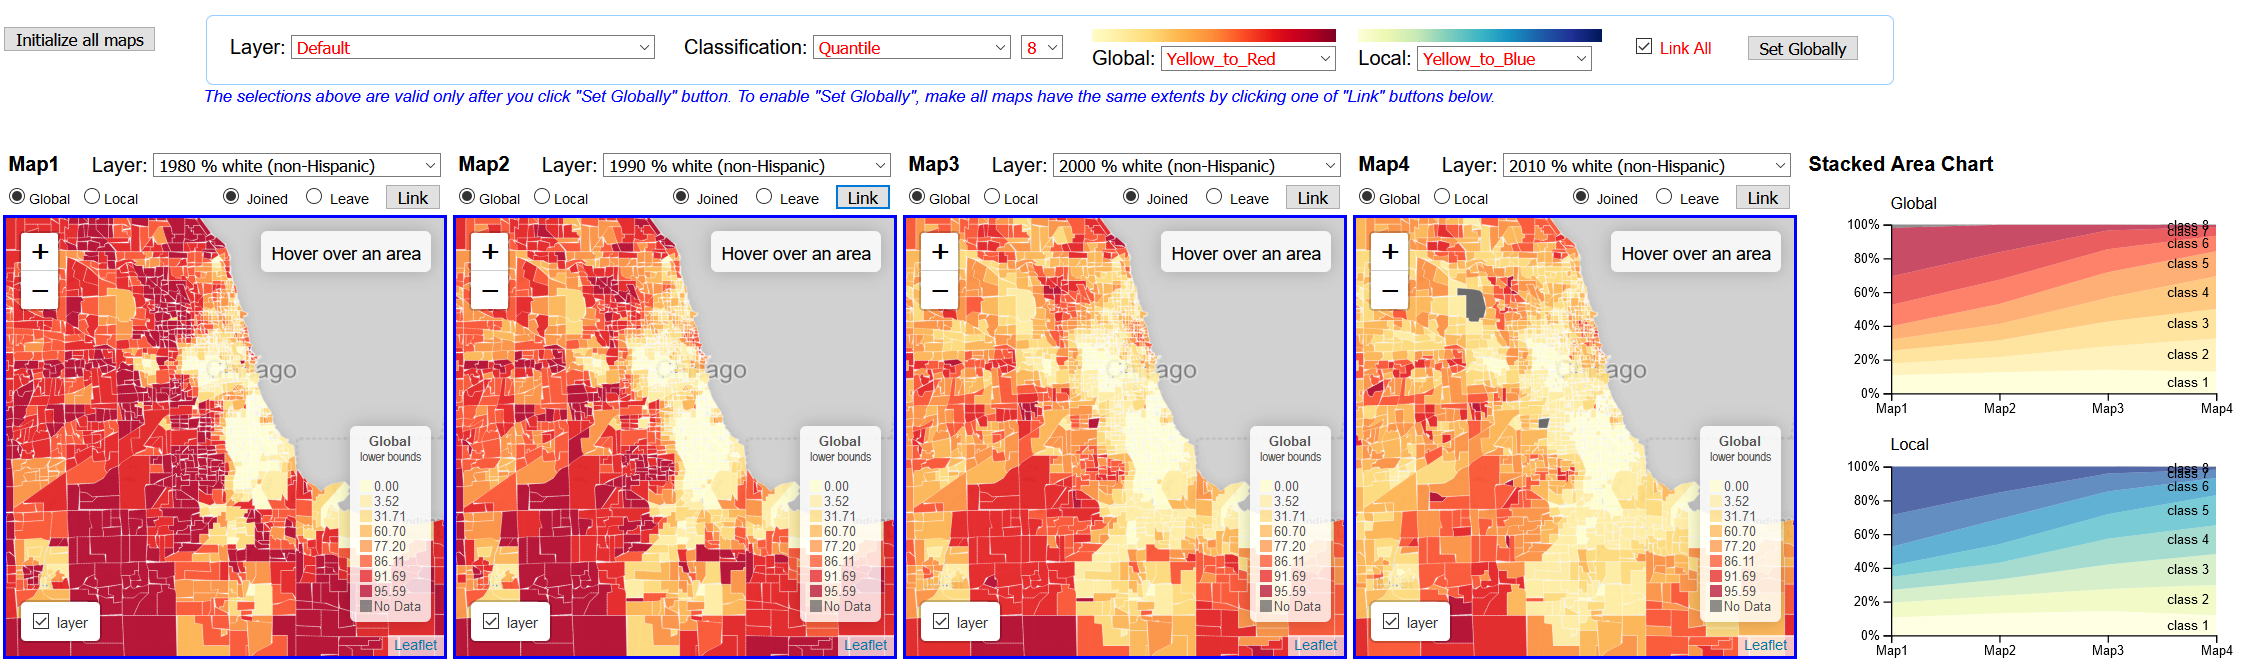 Initialize all maps
Layer: Default Classification: Quantile 8 Global: Yellow_to_Red Local: Yellow_to_Blue Link All Set Globally
The selections above are valid only after you click "Set Globally" button. To enable "Set Globally", make all maps have the same extents by clicking one of "Link" buttons below.
Map1 Layer: 1980 % white (non-Hispanic)
Global Local Joined Leave Link
+
Hover over an area
−
Chicago
Global
lower bounds
0.00
3.52
31.71
60.70
77.20
86.11
91.69
95.59
No Data
layer
Leaflet
Map2 Layer: 1990 % white (non-Hispanic)
Global Local Joined Leave Link
+
Hover over an area
−
Chicago
Global
lower bounds
0.00
3.52
31.71
60.70
77.20
86.11
91.69
95.59
No Data
layer
Leaflet
Map3 Layer: 2000 % white (non-Hispanic)
Global Local Joined Leave Link
+
Hover over an area
−
Chicago
Global
lower bounds
0.00
3.52
31.71
60.70
77.20
86.11
91.69
95.59
No Data
layer
Leaflet
Map4 Layer: 2010 % white (non-Hispanic)
Global Local Joined Leave Link
+
Hover over an area
−
Chicago
Global
lower bounds
0.00
3.52
31.71
60.70
77.20
86.11
91.69
95.59
No Data
layer
Leaflet
Stacked Area Chart
Global
100%
80%
60%
40%
20%
0%
class 8
class 7
class 6
class 5
class 4
class 3
class 2
class 1
Map1 Map2 Map3 Map4
Local
100%
80%
60%
40%
20%
0%
class 8
class 7
class 6
class 5
class 4
class 3
class 2
class 1
Map1 Map2 Map3 Map4